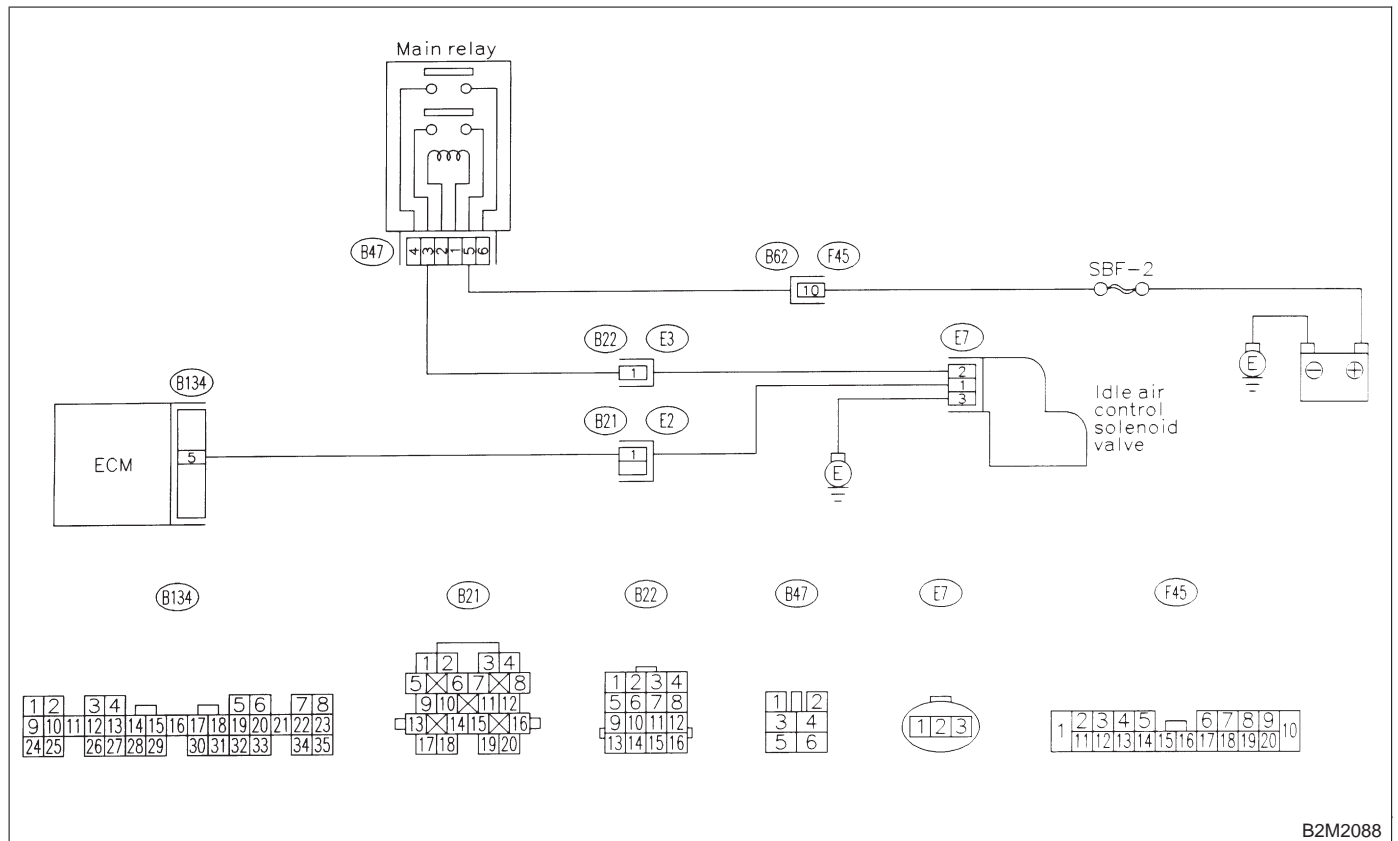 Main relay
B47
4 3 2 1 5 6
B62 F45
10
SBF-2
B22 E3
1
E7
2
1
3
E
⊖ ⊕
Idle air
control
solenoid
valve
B134
ECM
5
B21 E2
1
E
B134
B21
B22
B47
E7
F45
1 2 3 4 5 6 7 8
9 10 11 12 13 14 15 16 17 18 19 20 21 22 23
24 25 26 27 28 29 30 31 32 33 34 35
1 2 3 4
5 6 7 8
9 10 11 12
13 14 15 16
17 18 19 20
1 2 3 4
5 6 7 8
9 10 11 12
13 14 15 16
1 2
3 4
5 6
1 2 3
1 2 3 4 5 6 7 8 9 10
11 12 13 14 15 16 17 18 19 20
B2M2088